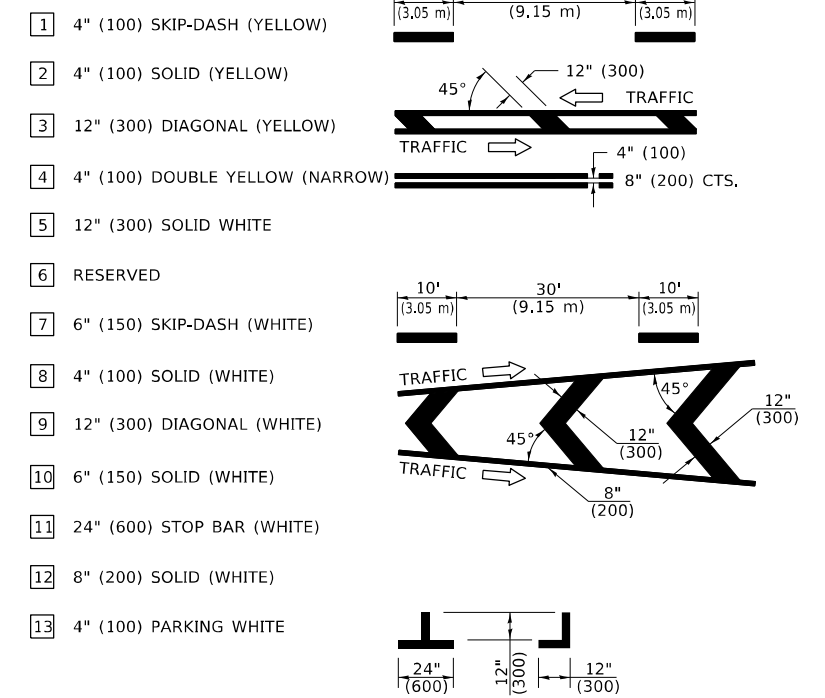 (3.05 m) (9.15 m) (3.05 m)
1 4" (100) SKIP-DASH (YELLOW)
2 4" (100) SOLID (YELLOW)
12" (300)
45°
TRAFFIC
3 12" (300) DIAGONAL (YELLOW)
TRAFFIC
4" (100)
4 4" (100) DOUBLE YELLOW (NARROW)
8" (200) CTS.
5 12" (300) SOLID WHITE
6 RESERVED
10' 30' 10'
(3.05 m) (9.15 m) (3.05 m)
7 6" (150) SKIP-DASH (WHITE)
8 4" (100) SOLID (WHITE)
TRAFFIC
45°
12"
(300)
9 12" (300) DIAGONAL (WHITE)
45°
12"
(300)
10 6" (150) SOLID (WHITE)
TRAFFIC
8"
(200)
11 24" (600) STOP BAR (WHITE)
12 8" (200) SOLID (WHITE)
13 4" (100) PARKING WHITE
24"
(600)
12"
(300)
12"
(300)